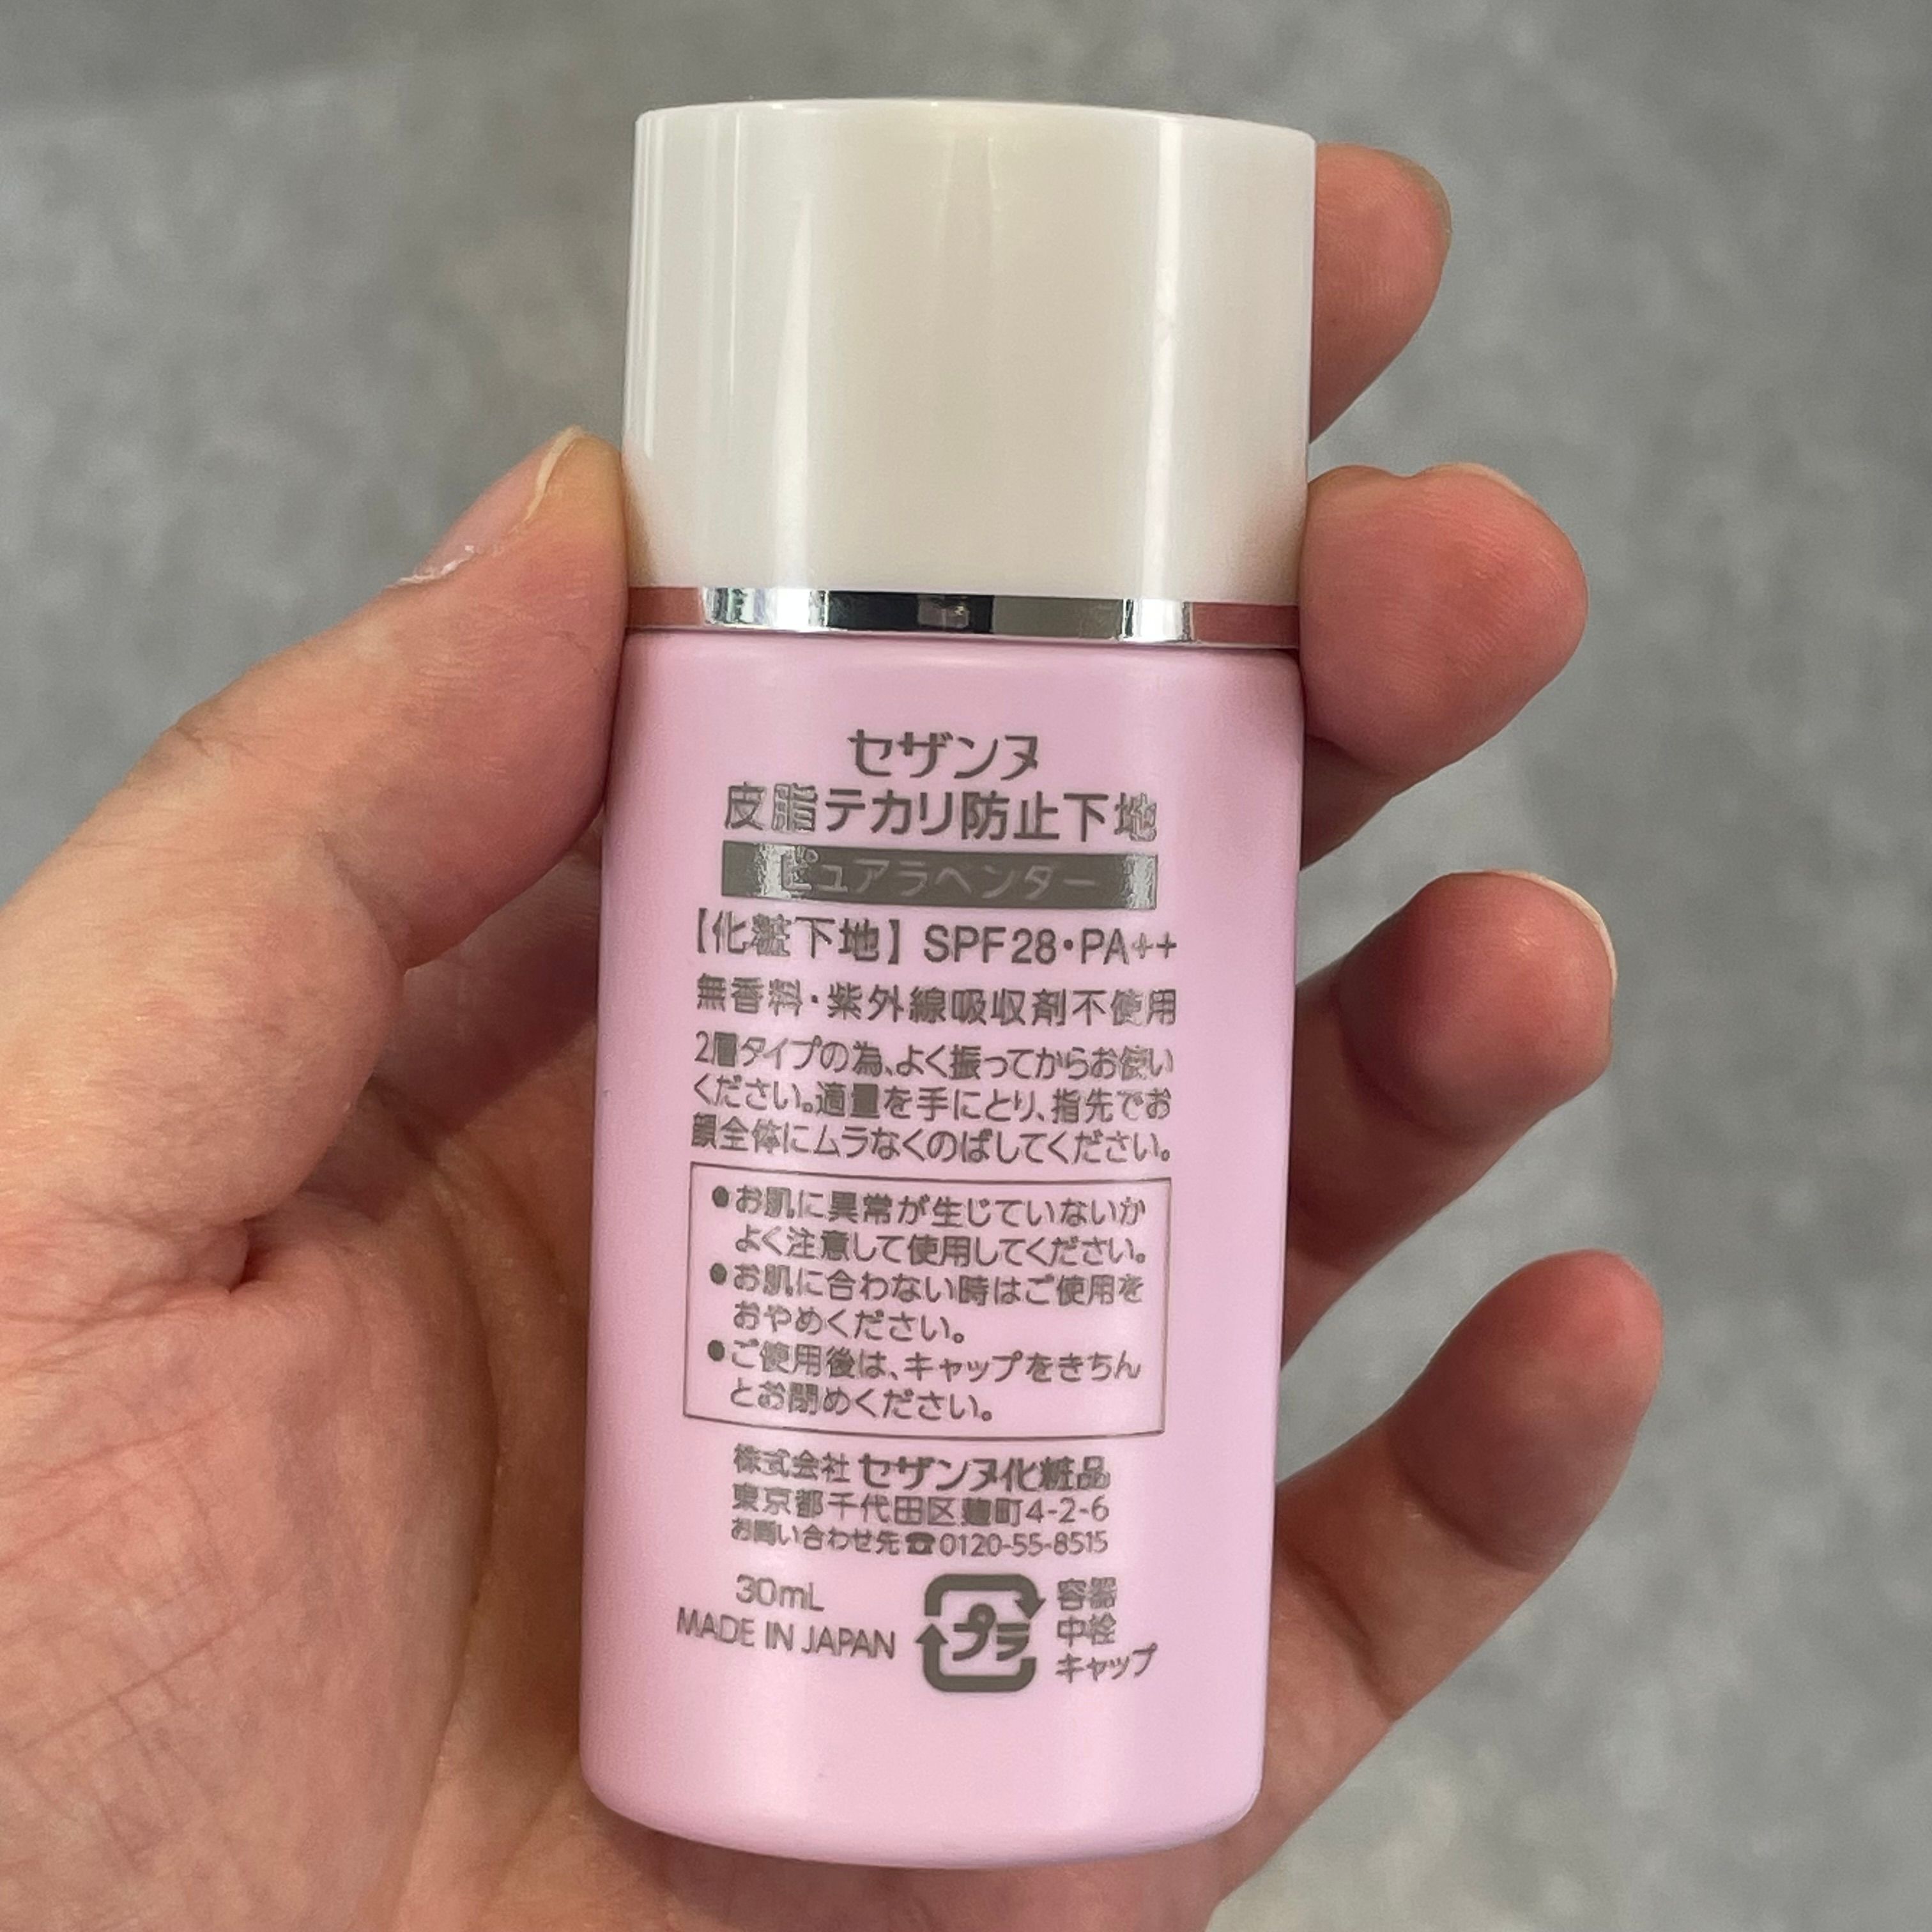 セザンヌ
皮脂テカリ防止下地
ピュアラベンダー
【化粧下地】SPF28・PA++
無香料・紫外線吸収剤不使用
2層タイプの為、よく振ってからお使い
ください。適量を手にとり、指先でお
顔全体にムラなくのばしてください。
●お肌に異常が生じていないか
よく注意して使用してください。
●お肌に合わない時はご使用を
おやめください。
●ご使用後は、キャップをきちん
とお閉めください。
株式会社 セザンヌ化粧品
東京都千代田区麹町4-2-6
お問い合わせ先☎0120-55-8515
30mL
MADE IN JAPAN
プラ
容器
中栓
キャップ